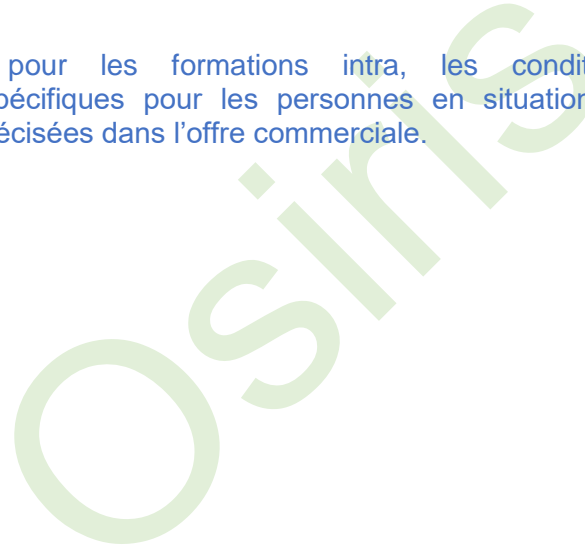 pour les formations intra, les condit
pécifiques pour les personnes en situation
écisées dans l'offre commerciale.
Osiris